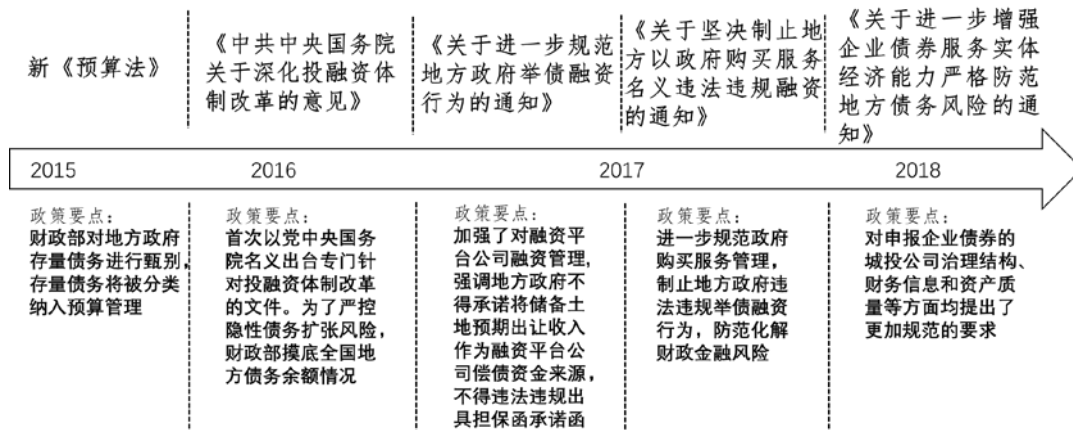 新《预算法》
《中共中央国务院
关于深化投融资体
制改革的意见》
《关于进一步规范
地方政府举债融资
行为的通知》
《关于坚决制止地
方以政府购买服务
名义违法违规融资
的通知》
《关于进一步增强
企业债券服务实体
经济能力严格防范
地方债务风险的通
知》
2015
2016
2017
2018
政策要点：
财政部对地方政府
存量债务进行甄别，
存量债务将被分类
纳入预算管理
政策要点：
首次以党中央国务
院名义出台专门针
对投融资体制改革
的文件。为了严控
隐性债务扩张风险，
财政部摸底全国地
方债务余额情况
政策要点：
加强了对融资平
台公司融资管理，
强调地方政府不
得承诺将储备土
地预期出让收入
作为融资平台公
司偿债资金来源，
不得违法违规出
具担保函承诺函
政策要点：
进一步规范政府
购买服务管理，
制止地方政府违
法违规举债融资
行为，防范化解
财政金融风险
政策要点：
对申报企业债券的
城投公司治理结构、
财务信息和资产质
量等方面均提出了
更加规范的要求